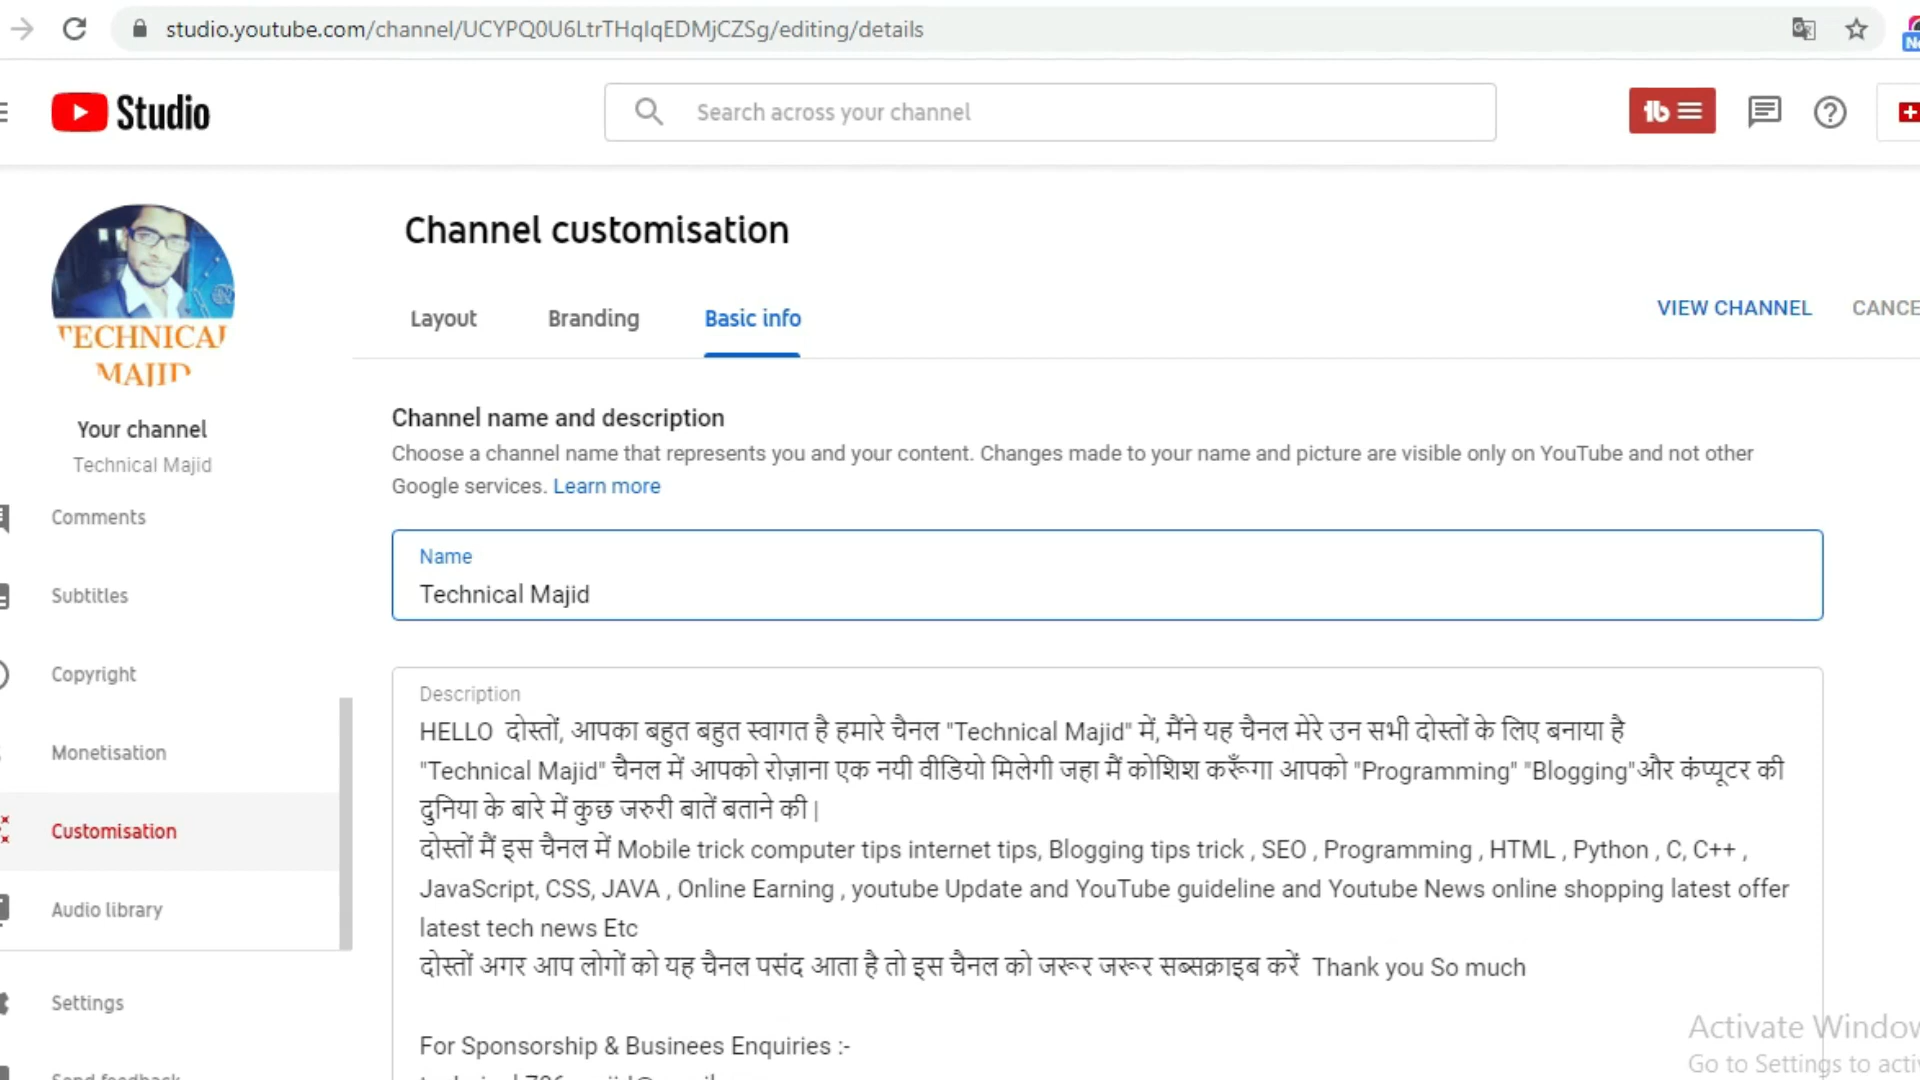 studio.youtube.com/channel/UCYPQ0U6LtrTHqIqEDMjCZSg/editing/details
Studio
Search across your channel
Channel customisation
TECHNICAL
MAJID
Layout Branding Basic info
VIEW CHANNEL
Your channel
Technical Majid
Comments
Subtitles
Copyright
Monetisation
Customisation
Audio library
Settings
Send feedback
Channel name and description
Choose a channel name that represents you and your content. Changes made to your name and picture are visible only on YouTube and not other
Google services. Learn more
Name
Technical Majid
Description
HELLO दोस्तों, आपका बहुत बहुत स्वागत है हमारे चैनल "Technical Majid" में, मैंने यह चैनल मेरे उन सभी दोस्तों के लिए बनाया है
"Technical Majid" चैनल में आपको रोज़ाना एक नयी वीडियो मिलेगी जहा मैं कोशिश करूँगा आपको "Programming" "Blogging"और कंप्यूटर की
दुनिया के बारे में कुछ जरुरी बातें बताने की |
दोस्तों मैं इस चैनल में Mobile trick computer tips internet tips, Blogging tips trick , SEO , Programming , HTML , Python , C, C++ ,
JavaScript, CSS, JAVA , Online Earning , youtube Update and YouTube guideline and Youtube News online shopping latest offer
latest tech news Etc
दोस्तों अगर आप लोगों को यह चैनल पसंद आता है तो इस चैनल को जरूर जरूर सब्सक्राइब करें Thank you So much
For Sponsorship & Businees Enquiries :-
Activate
Go to Settings to